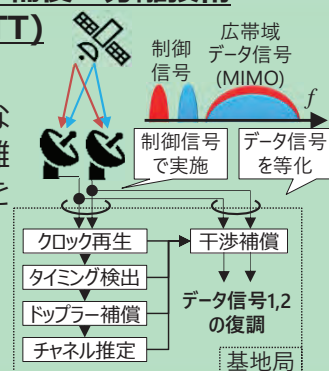 T)
制御
信号
広帯域
データ信号
(MIMO)
f
な
離
と
制御信号
で実施
データ信号
を等化
クロック再生
干渉補償
タイミング検出
ドップラー補償
チャネル推定
データ信号1,2
の復調
基地局